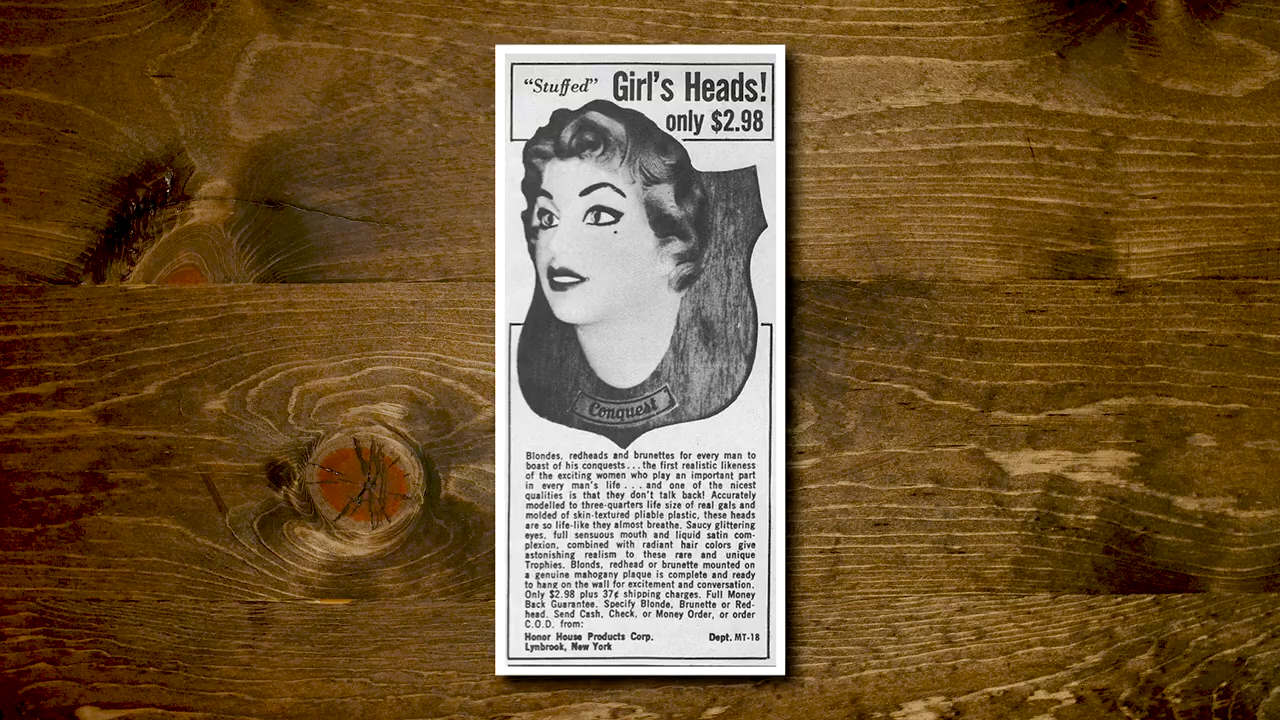 “Stuffed” Girl's Heads!
only $2.98
Conquest
Blondes, redheads and brunettes for every man to
boast of his conquests...the first realistic likeness
of the exciting women who play an important part
in every man's life...and one of the nicest
qualities is that they don't talk back! Accurately
modelled to three-quarters life size of real gals and
molded of skin-textured pliable plastic, these heads
are so life-like they almost breathe. Saucy glittering
eyes, full sensuous mouth and liquid satin com-
plexion, combined with radiant hair colors give
astonishing realism to these rare and unique
Trophies. Blonds, redhead or brunette mounted on
a genuine mahogany plaque is complete and ready
to hang on the wall for excitement and conversation.
Only $2.98 plus 37¢ shipping charges. Full Money
Back Guarantee. Specify Blonde, Brunette or Red-
head. Send Cash, Check, or Money Order, or order
C.O.D. from:
Honor House Products Corp. Dept. MT-18
Lynbrook, New York